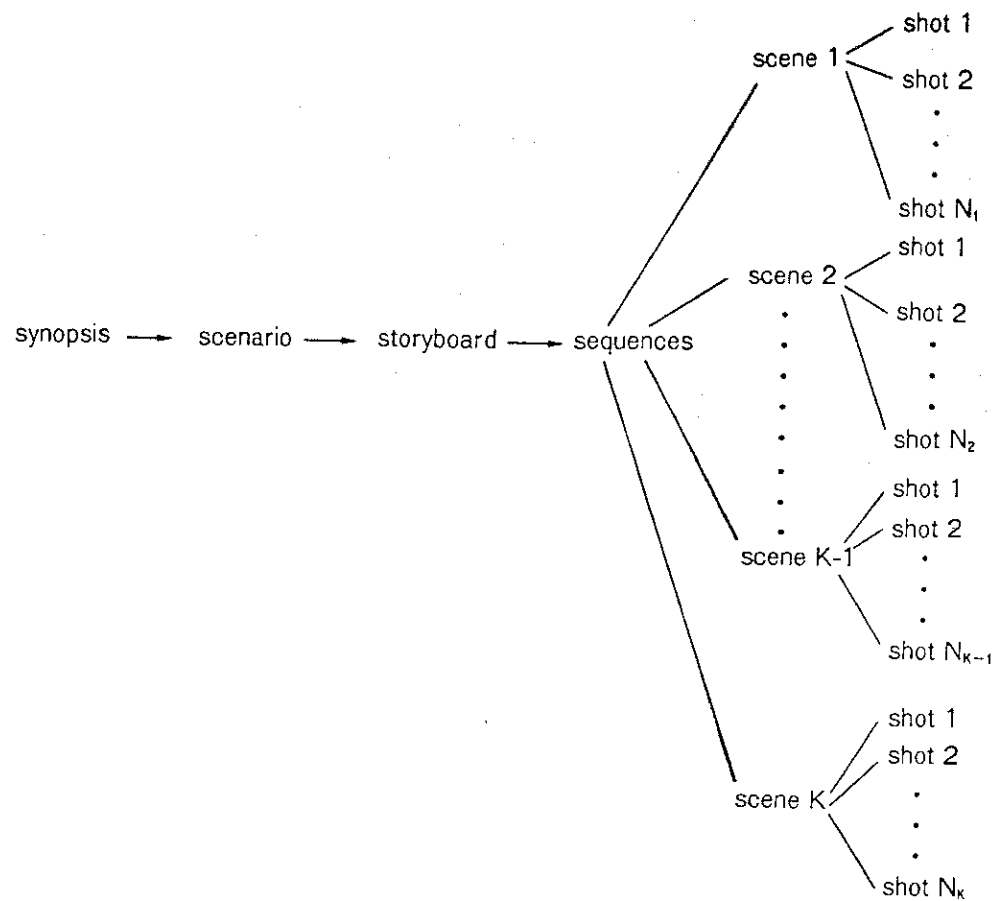 synopsis → scenario → storyboard → sequences
scene 1
shot 1
shot 2
shot N₁
scene 2
shot 1
shot 2
shot N₂
scene K-1
shot 1
shot 2
shot Nₖ₋₁
scene K
shot 1
shot 2
shot Nₖ